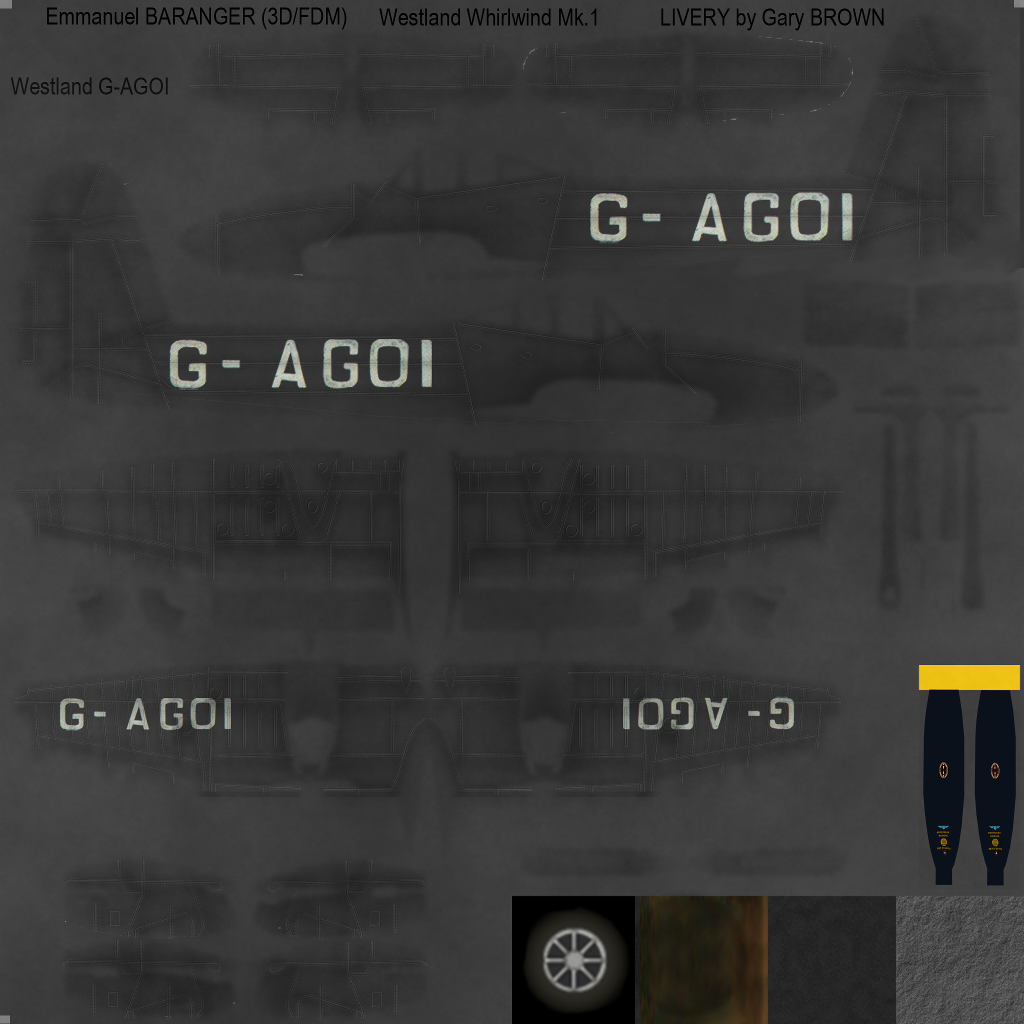 Emmanuel BARANGER (3D/FDM) Westland Whirlwind Mk.1 LIVERY by Gary BROWN
Westland G-AGOI
G- AGOI
G- AGOI
G- AGOI
G- AGOI